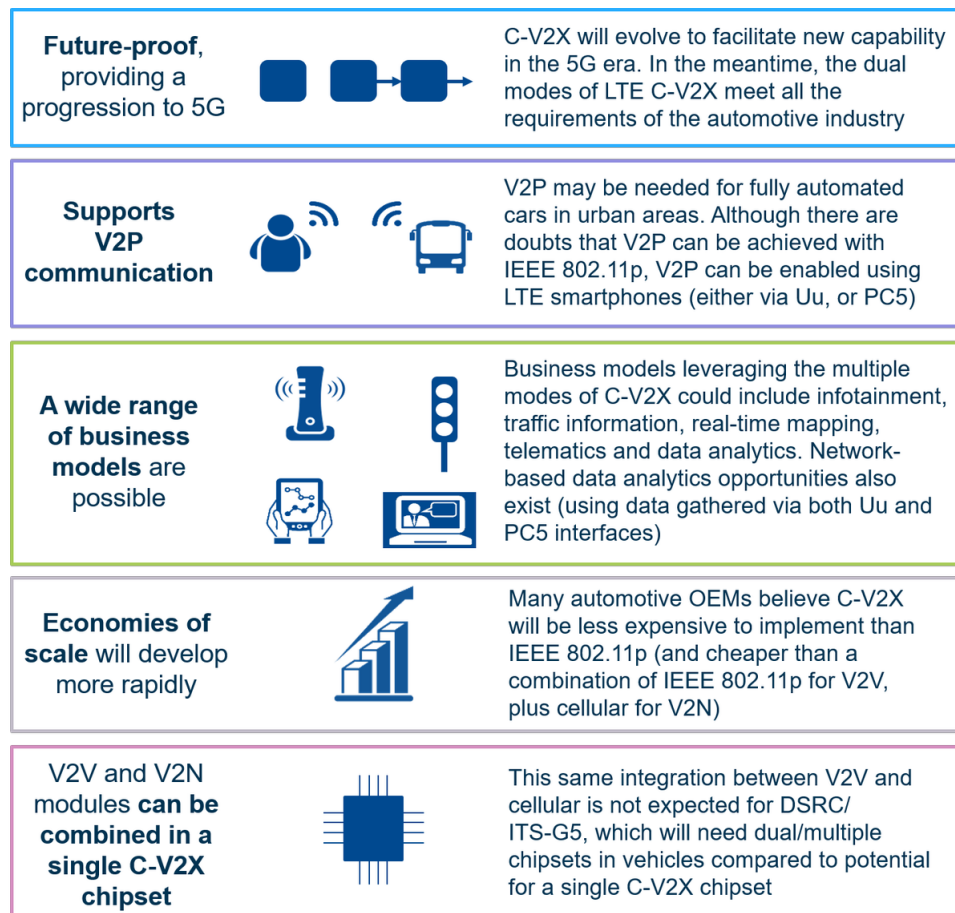 Future-proof,
providing a
progression to 5G
C-V2X will evolve to facilitate new capability
in the 5G era. In the meantime, the dual
modes of LTE C-V2X meet all the
requirements of the automotive industry
Supports
V2P
communication
V2P may be needed for fully automated
cars in urban areas. Although there are
doubts that V2P can be achieved with
IEEE 802.11p, V2P can be enabled using
LTE smartphones (either via Uu, or PC5)
A wide range
of business
models are
possible
Business models leveraging the multiple
modes of C-V2X could include infotainment,
traffic information, real-time mapping,
telematics and data analytics. Network-
based data analytics opportunities also
exist (using data gathered via both Uu and
PC5 interfaces)
Economies of
scale will develop
more rapidly
Many automotive OEMs believe C-V2X
will be less expensive to implement than
IEEE 802.11p (and cheaper than a
combination of IEEE 802.11p for V2V,
plus cellular for V2N)
V2V and V2N
modules can be
combined in a
single C-V2X
chipset
This same integration between V2V and
cellular is not expected for DSRC/
ITS-G5, which will need dual/multiple
chipsets in vehicles compared to potential
for a single C-V2X chipset